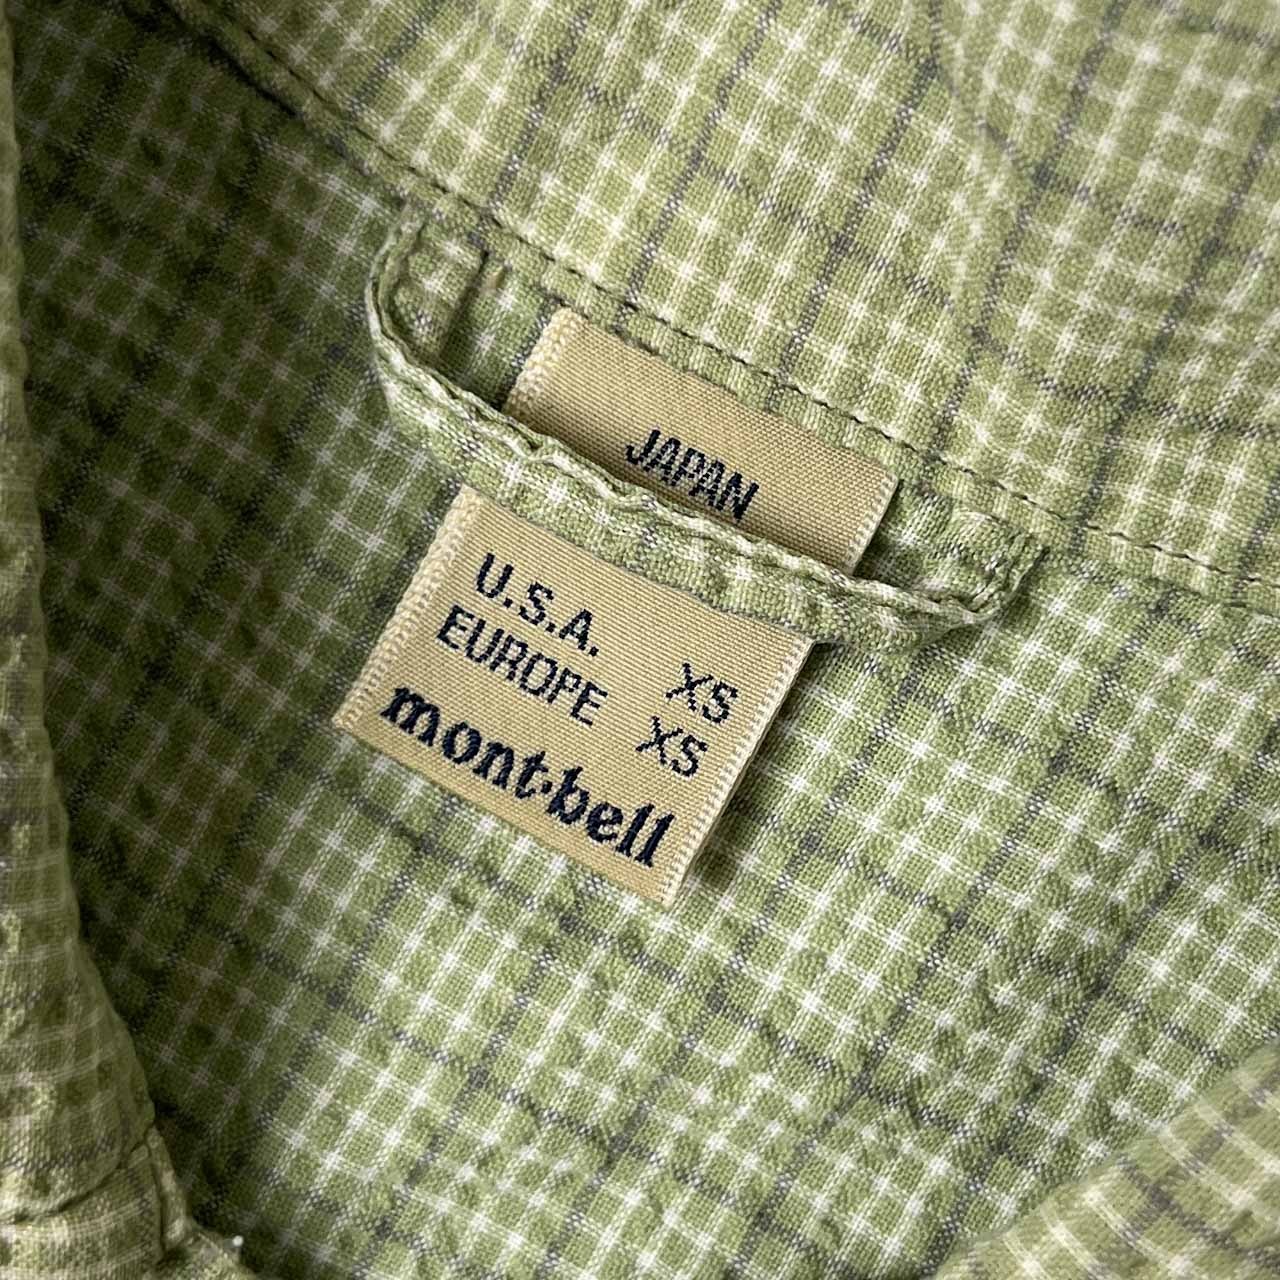 JAPAN
U.S.A. XS
EUROPE XS
mont·bell